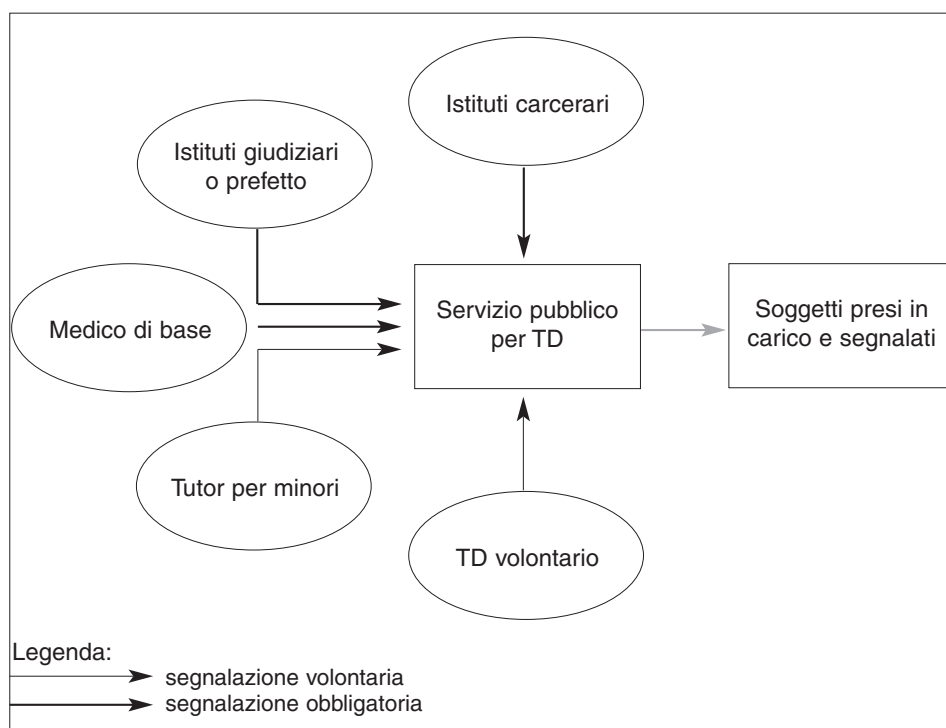 Istituti carcerari
Istituti giudiziari
o prefetto
Medico di base
Servizio pubblico
per TD
Soggetti presi in
carico e segnalati
Tutor per minori
TD volontario
Legenda:
segnalazione volontaria
segnalazione obbligatoria